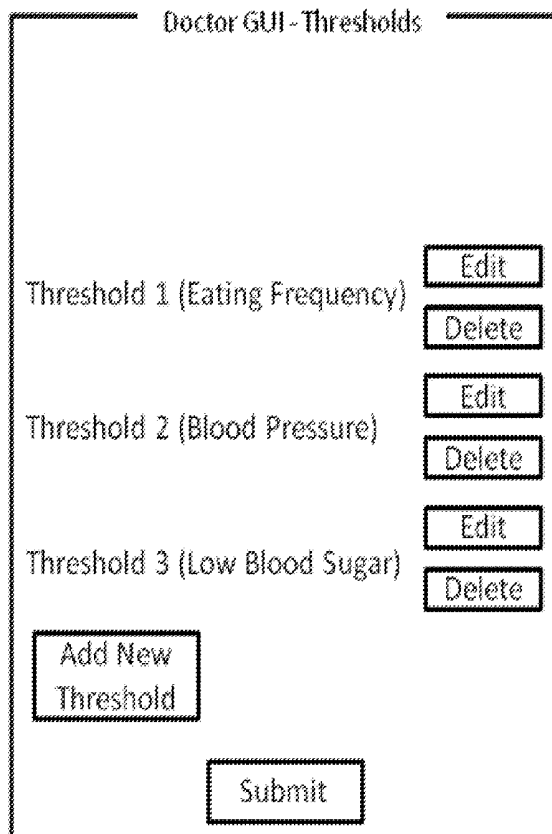 Doctor GUI - Thresholds
Edit
Threshold 1 (Eating Frequency)
Delete
Edit
Threshold 2 (Blood Pressure)
Delete
Edit
Threshold 3 (Low Blood Sugar)
Delete
Add New
Threshold
Submit